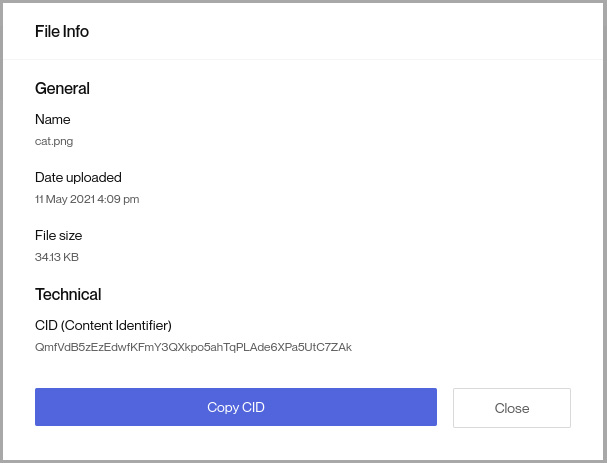 File Info
General
Name
cat.png
Date uploaded
11 May 2021 4:09 pm
File size
34.13 KB
Technical
CID (Content Identifier)
QmfVdB5zEzEdwfKFmY3QXkpo5ahTqPLAde6XPa5UtC7ZAk
Copy CID
Close